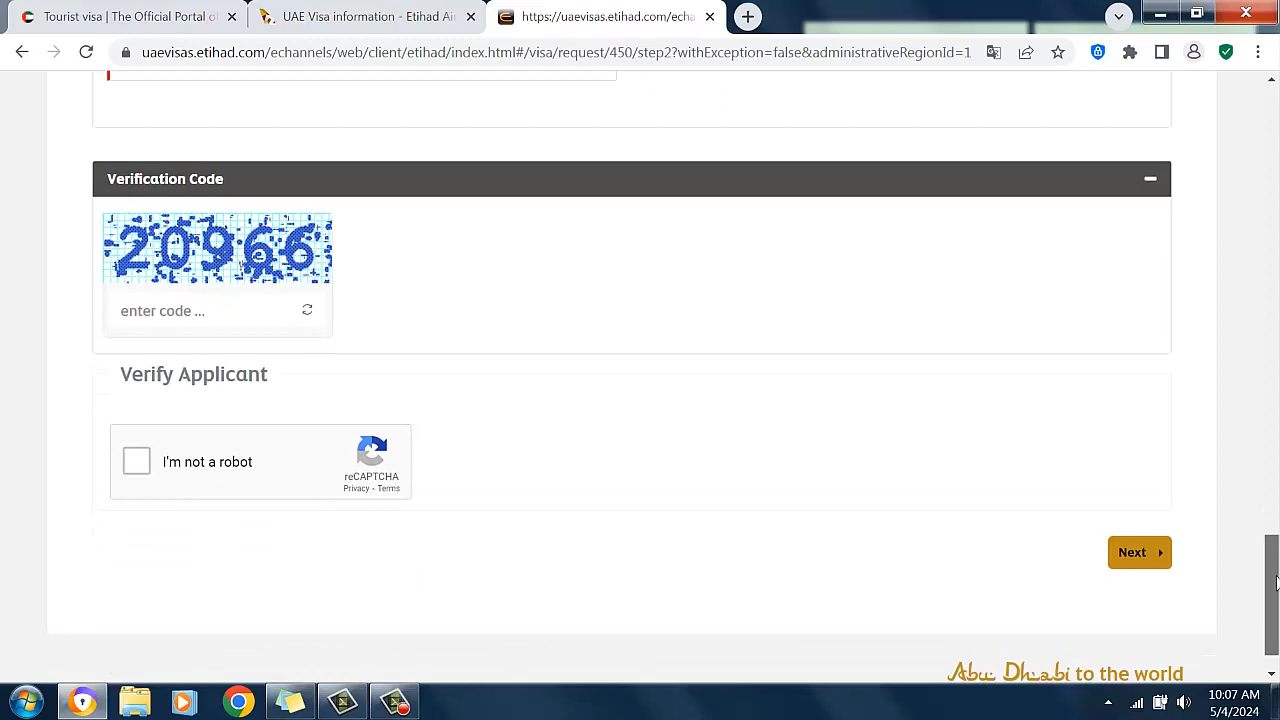 Tourist visa | The Official Portal of
UAE Visa information - Etihad A
https://uaevisas.etihad.com/echa
uaevisas.etihad.com/echannels/web/client/etihad/index.html#/visa/request/450/step2?withException=false&administrativeRegionId=1
Verification Code
20966
enter code ...
Verify Applicant
I'm not a robot
reCAPTCHA
Privacy - Terms
Next
Abu Dhabi to the world
10:07 AM
5/4/2024